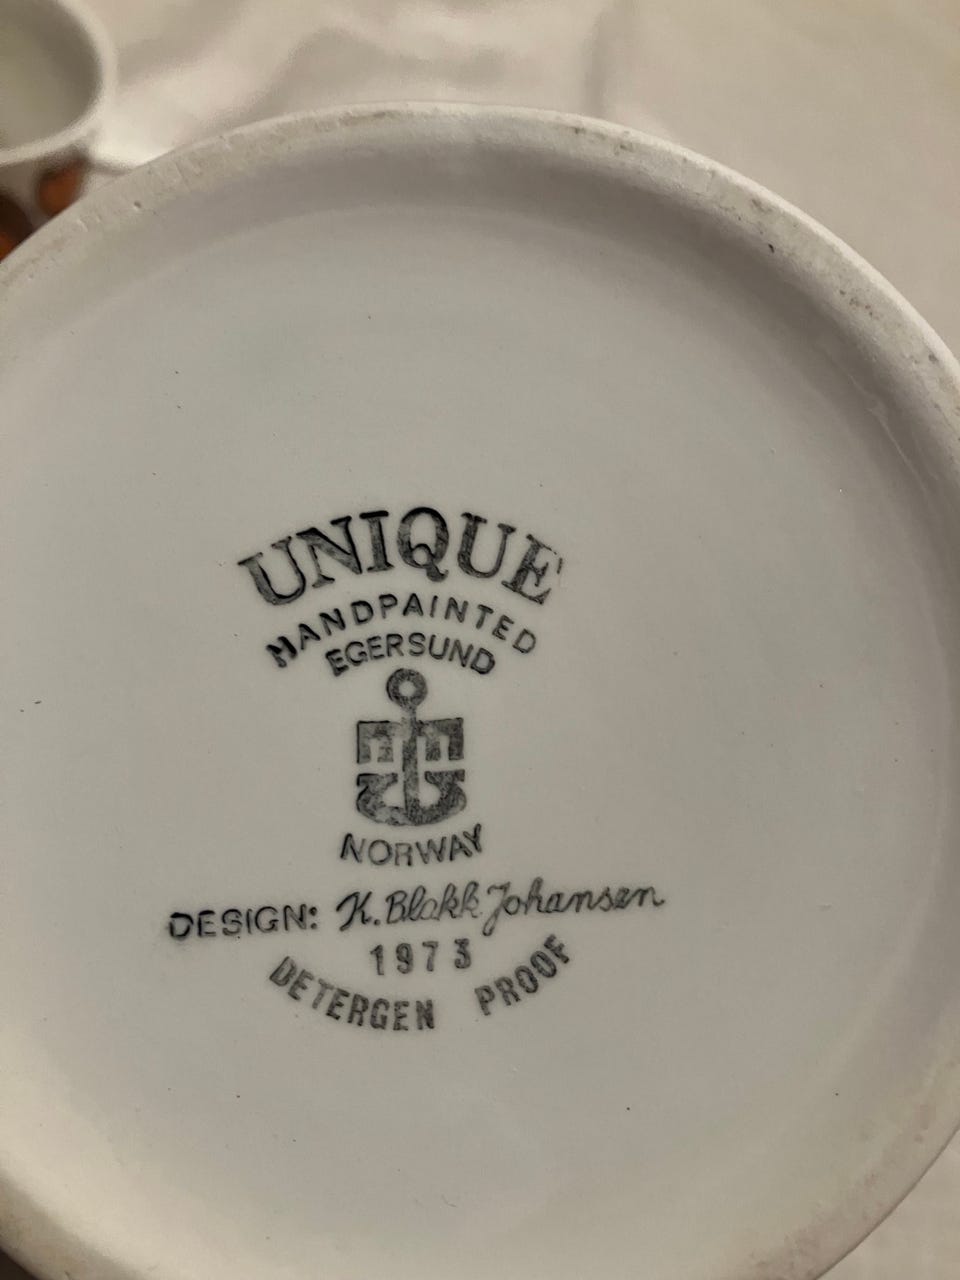 UNIQUE
HANDPAINTED
EGERSUND
NORWAY
DESIGN: K. Blakk Johansen
1973
DETERGEN PROOF